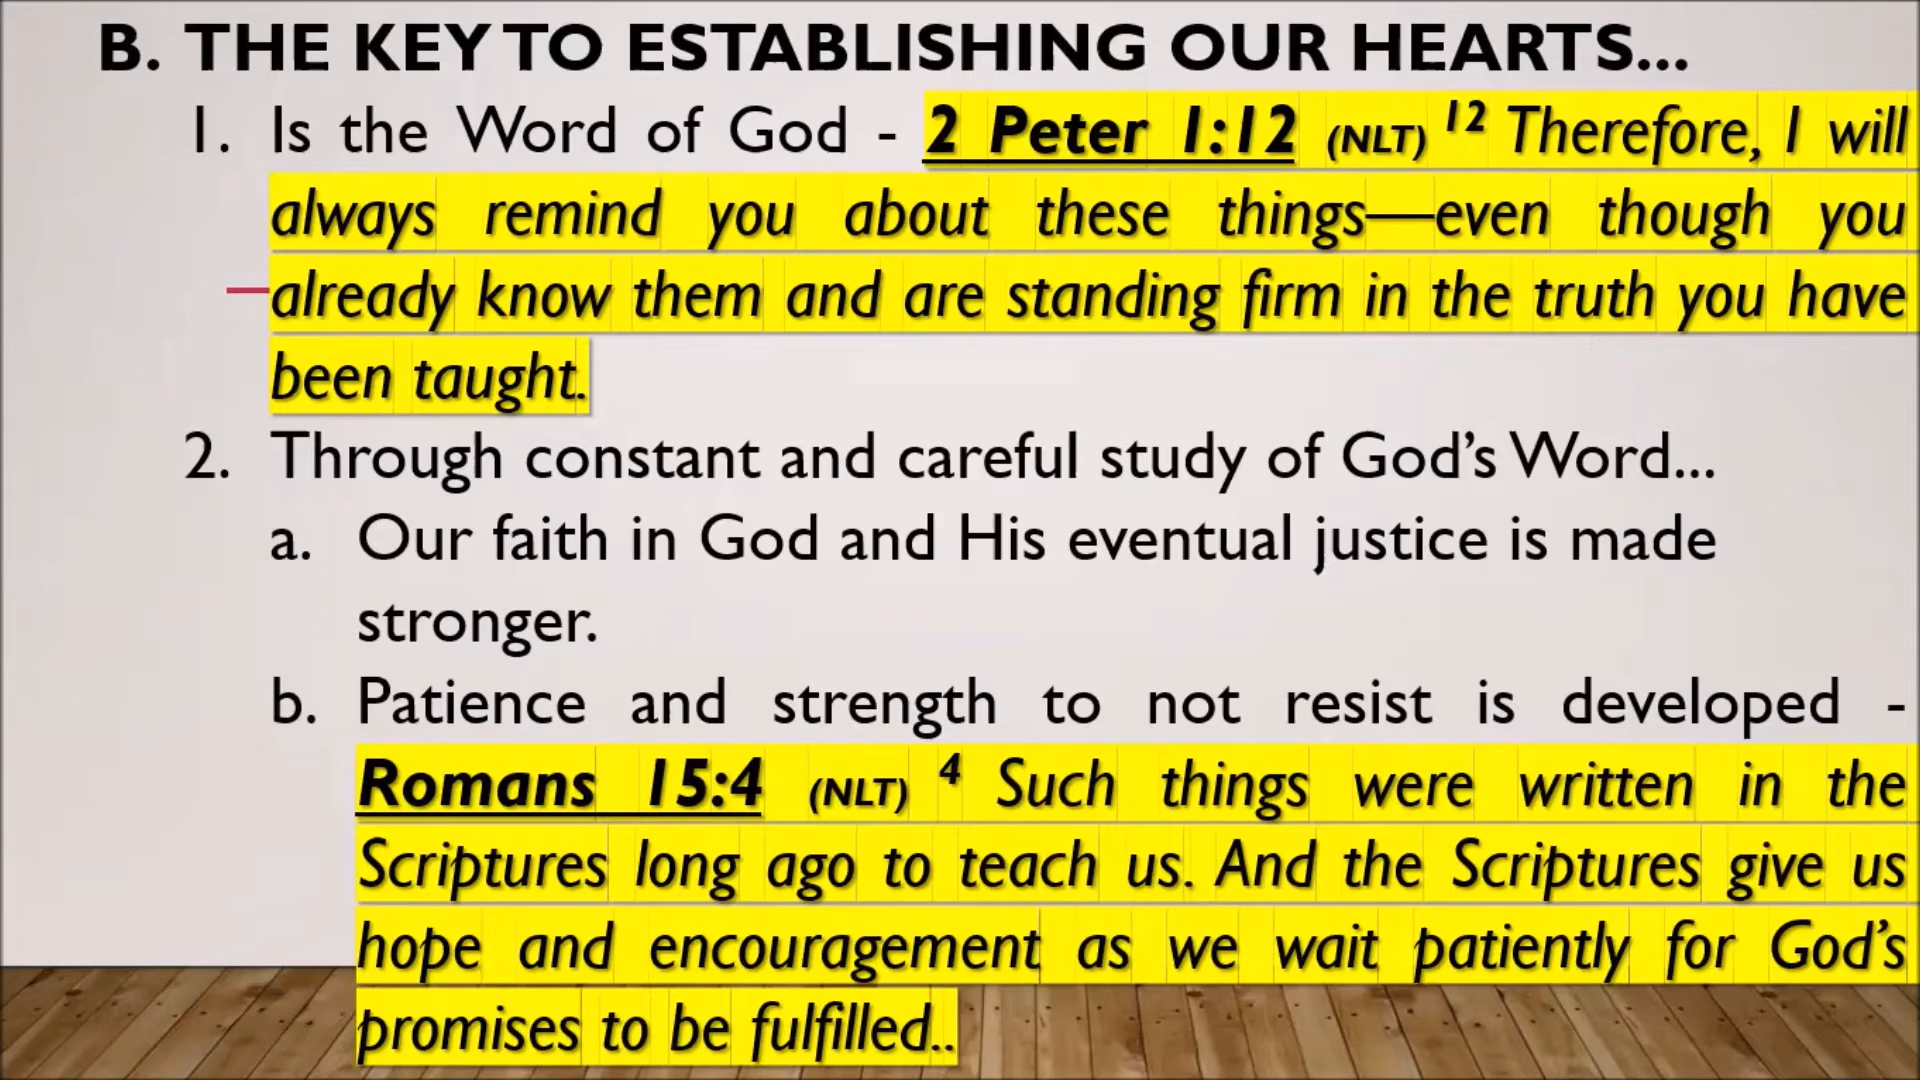 B. THE KEY TO ESTABLISHING OUR HEARTS...
1. Is the Word of God - 2 Peter 1:12 (NLT) 12 Therefore, I will
always remind you about these things—even though you
already know them and are standing firm in the truth you have
been taught.
2. Through constant and careful study of God’s Word...
a. Our faith in God and His eventual justice is made
stronger.
b. Patience and strength to not resist is developed -
Romans 15:4 (NLT) 4 Such things were written in the
Scriptures long ago to teach us. And the Scriptures give us
hope and encouragement as we wait patiently for God’s
promises to be fulfilled..